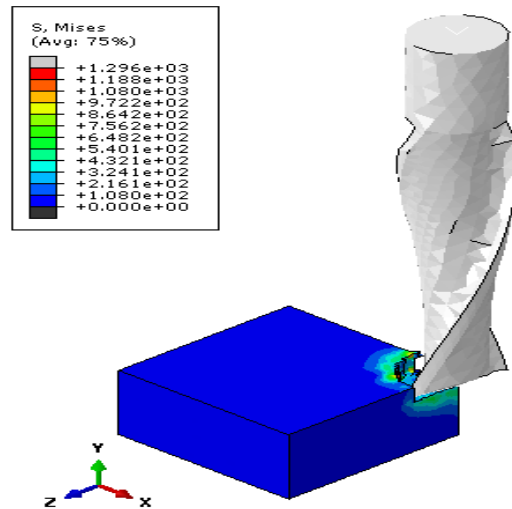 S, Mises
(Avg: 75%)
+1.296e+03
+1.188e+03
+1.080e+03
+9.722e+02
+8.642e+02
+7.562e+02
+6.482e+02
+5.401e+02
+4.321e+02
+3.241e+02
+2.161e+02
+1.080e+02
+0.000e+00
Y
Z X